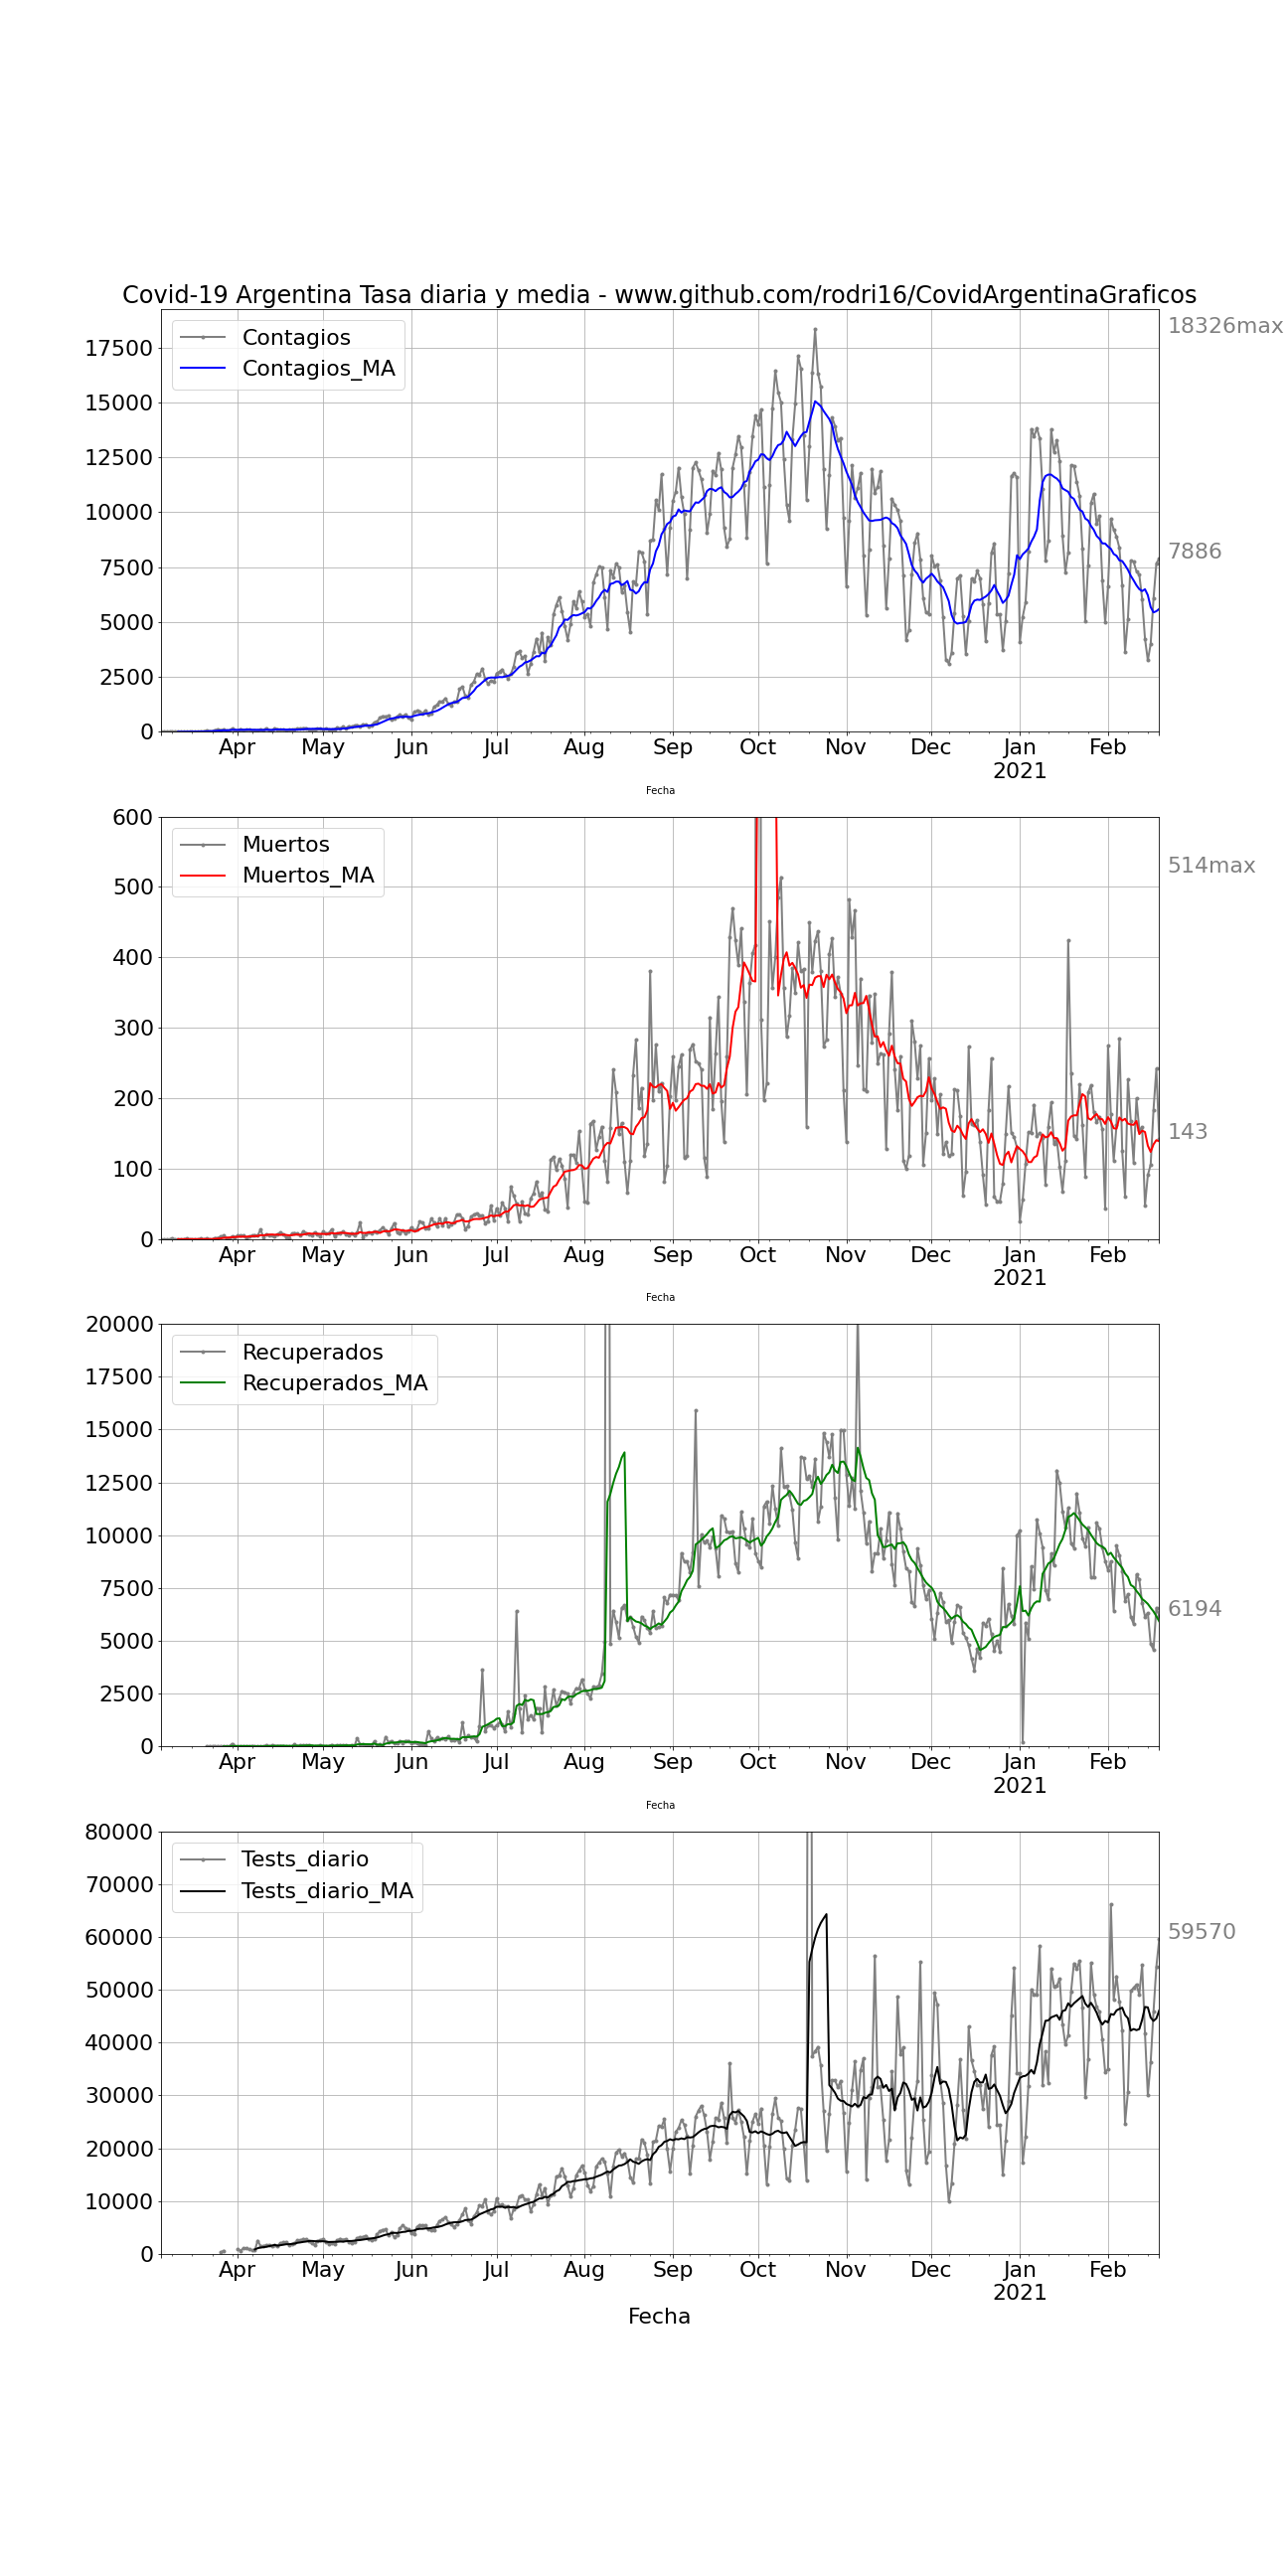 Covid-19 Argentina Tasa diaria y media - www.github.com/rodri16/CovidArgentinaGraficos
18326max
Contagios
Contagios_MA
17500
15000
12500
10000
7500
5000
2500
0
7886
Apr May Jun Jul Aug Sep Oct Nov Dec Jan Feb
2021
Fecha
600
500
400
300
200
100
0
Muertos
Muertos_MA
514max
143
Apr May Jun Jul Aug Sep Oct Nov Dec Jan Feb
2021
Fecha
20000
17500
15000
12500
10000
7500
5000
2500
0
Recuperados
Recuperados_MA
6194
Apr May Jun Jul Aug Sep Oct Nov Dec Jan Feb
2021
Fecha
80000
70000
60000
50000
40000
30000
20000
10000
0
Tests_diario
Tests_diario_MA
59570
Apr May Jun Jul Aug Sep Oct Nov Dec Jan Feb
2021
Fecha